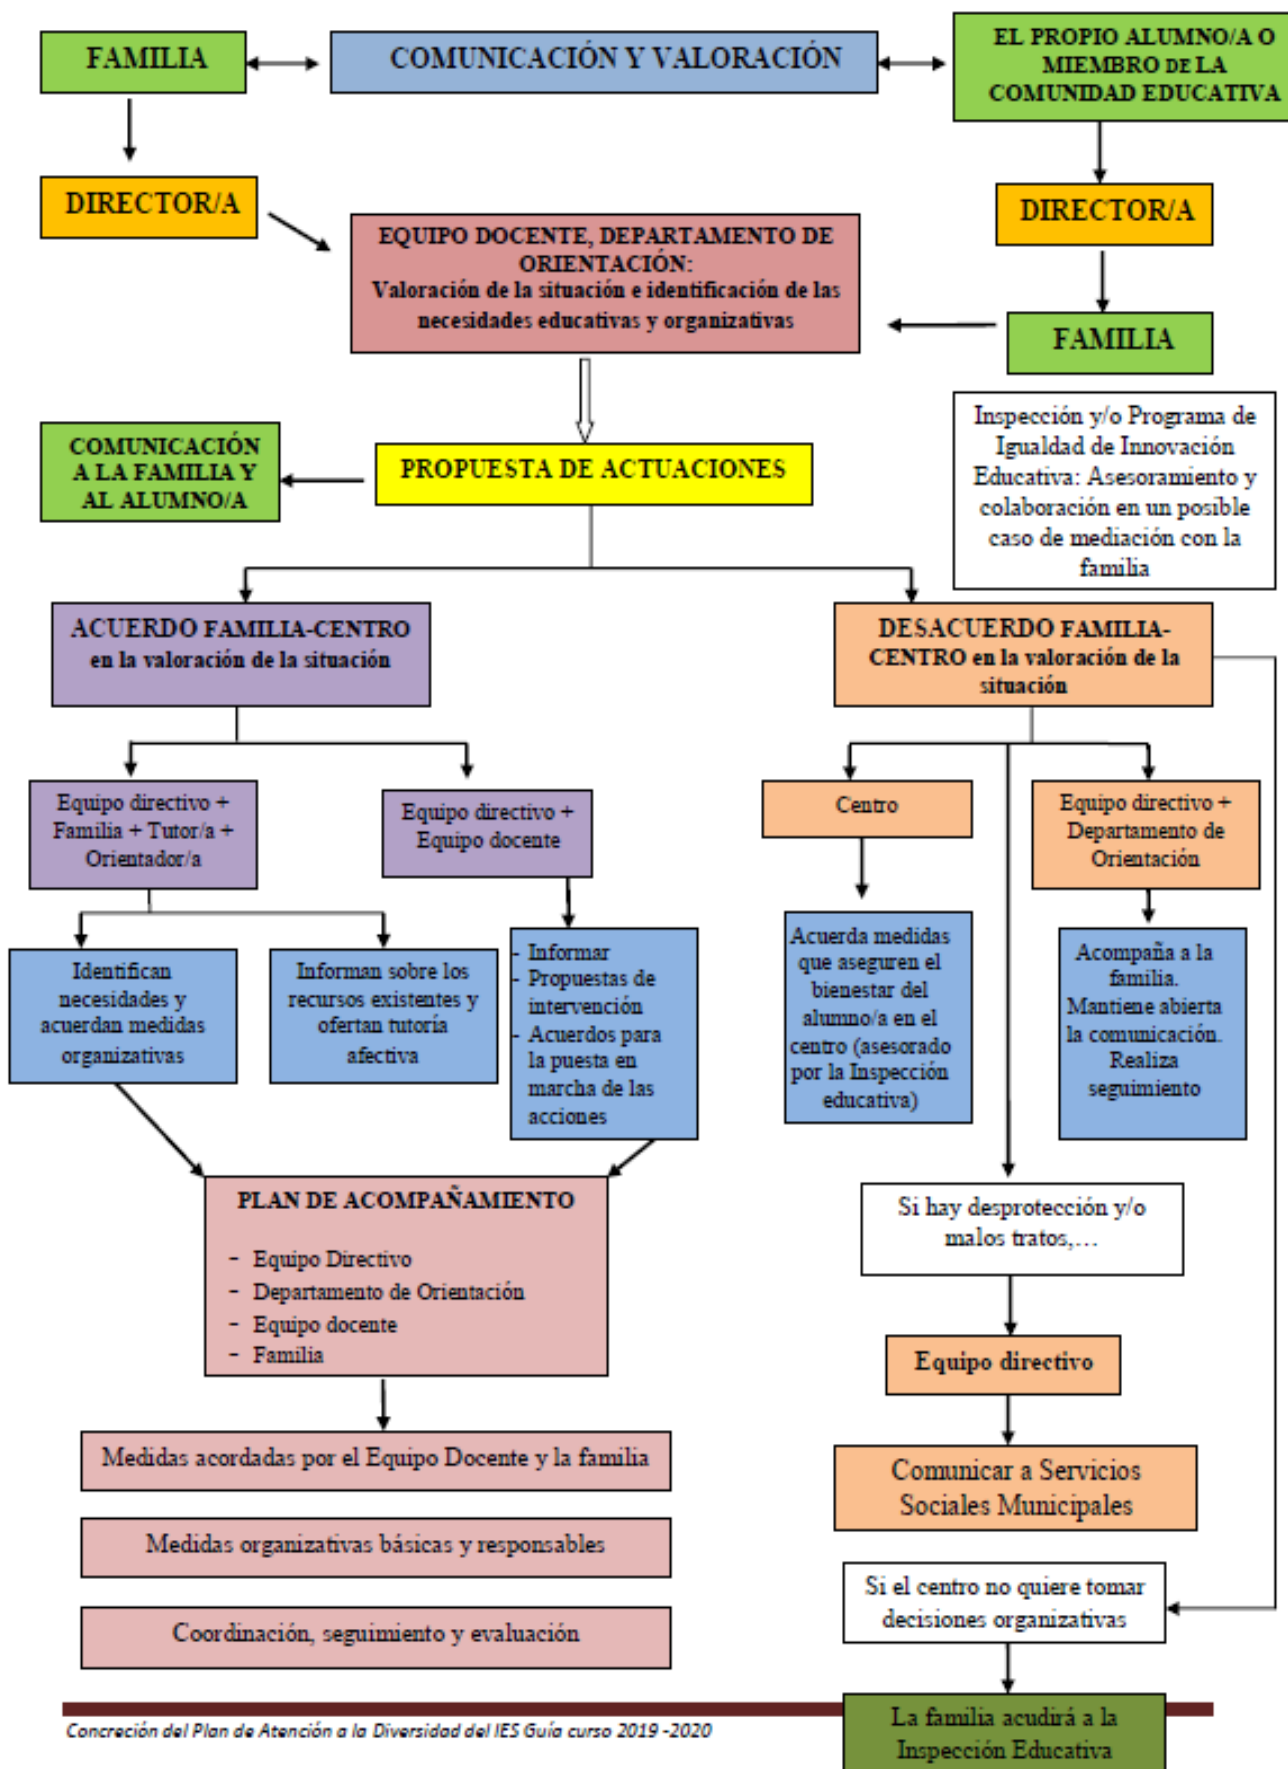 FAMILIA
COMUNICACIÓN Y VALORACIÓN
EL PROPIO ALUMNO/A O
MIEMBRO DE LA
COMUNIDAD EDUCATIVA
DIRECTOR/A
DIRECTOR/A
EQUIPO DOCENTE, DEPARTAMENTO DE
ORIENTACIÓN:
Valoración de la situación e identificación de las
necesidades educativas y organizativas
FAMILIA
Inspección y/o Programa de
Igualdad de Innovación
Educativa: Asesoramiento y
colaboración en un posible
caso de mediación con la
familia
COMUNICACIÓN
A LA FAMILIA Y
AL ALUMNO/A
PROPUESTA DE ACTUACIONES
ACUERDO FAMILIA-CENTRO
en la valoración de la situación
DESACUERDO FAMILIA-
CENTRO en la valoración de la
situación
Equipo directivo +
Familia + Tutor/a +
Orientador/a
Equipo directivo +
Equipo docente
Centro
Equipo directivo +
Departamento de
Orientación
Identifican
necesidades y
acuerdan medidas
organizativas
Informan sobre los
recursos existentes y
ofertan tutoría
afectiva
- Informar
- Propuestas de
intervención
- Acuerdos para
la puesta en
marcha de las
acciones
Acuerda medidas
que aseguren el
bienestar del
alumno/a en el
centro (asesorado
por la Inspección
educativa)
Acompaña a la
familia.
Mantiene abierta
la comunicación.
Realiza
seguimiento
PLAN DE ACOMPAÑAMIENTO
- Equipo Directivo
- Departamento de Orientación
- Equipo docente
- Familia
Si hay desprotección y/o
malos tratos,…
Equipo directivo
Comunicar a Servicios
Sociales Municipales
Medidas acordadas por el Equipo Docente y la familia
Medidas organizativas básicas y responsables
Coordinación, seguimiento y evaluación
Si el centro no quiere tomar
decisiones organizativas
La familia acudirá a la
Inspección Educativa
Concreción del Plan de Atención a la Diversidad del IES Guía curso 2019 -2020